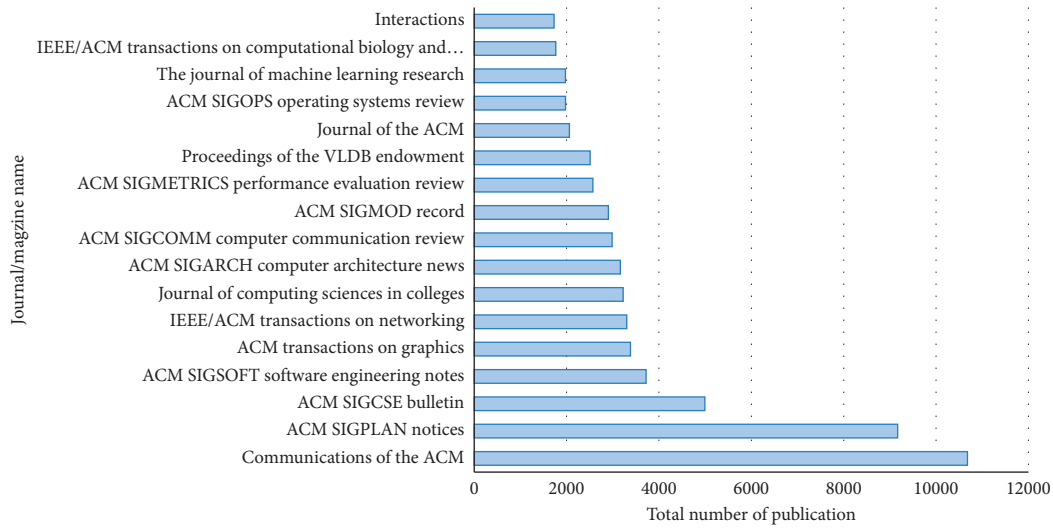 Journal/magzine name
Interactions
IEEE/ACM transactions on computational biology and…
The journal of machine learning research
ACM SIGOPS operating systems review
Journal of the ACM
Proceedings of the VLDB endowment
ACM SIGMETRICS performance evaluation review
ACM SIGMOD record
ACM SIGCOMM computer communication review
ACM SIGARCH computer architecture news
Journal of computing sciences in colleges
IEEE/ACM transactions on networking
ACM transactions on graphics
ACM SIGSOFT software engineering notes
ACM SIGCSE bulletin
ACM SIGPLAN notices
Communications of the ACM
0 2000 4000 6000 8000 10000 12000
Total number of publication